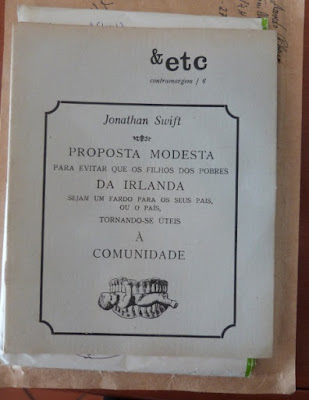 & etc
contramargem / 6
Jonathan Swift
PROPOSTA MODESTA
PARA EVITAR QUE OS FILHOS DOS POBRES
DA IRLANDA
SEJAM UM FARDO PARA OS SEUS PAIS,
OU O PAÍS,
TORNANDO-SE ÚTEIS
À
COMUNIDADE